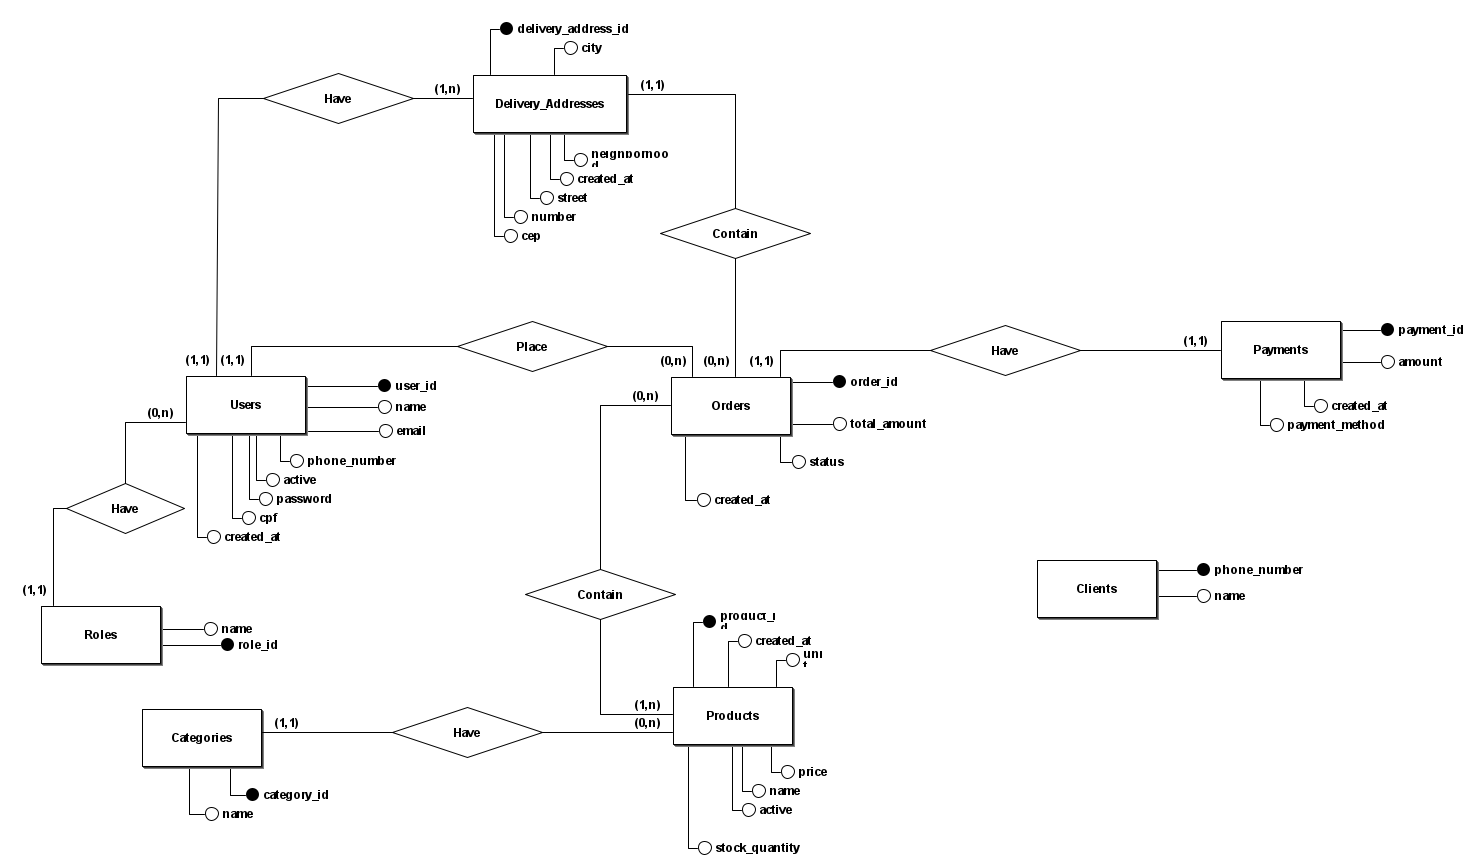 delivery_address_id
city
Have
(1,n)
Delivery_Addresses
(1,1)
neighborhoo
d
created_at
street
number
cep
Contain
(1,1)
(1,1)
Place
(0,n)
(0,n)
(1,1)
Have
(1,1)
Payments
payment_id
amount
created_at
payment_method
Users
user_id
name
email
phone_number
active
password
cpf
created_at
(0,n)
Orders
order_id
total_amount
status
created_at
(0,n)
Have
(1,1)
Roles
name
role_id
Contain
Clients
phone_number
name
product_i
d
created_at
uni
t
(1,n)
(0,n)
Products
Categories
(1,1)
Have
category_id
name
price
name
active
stock_quantity